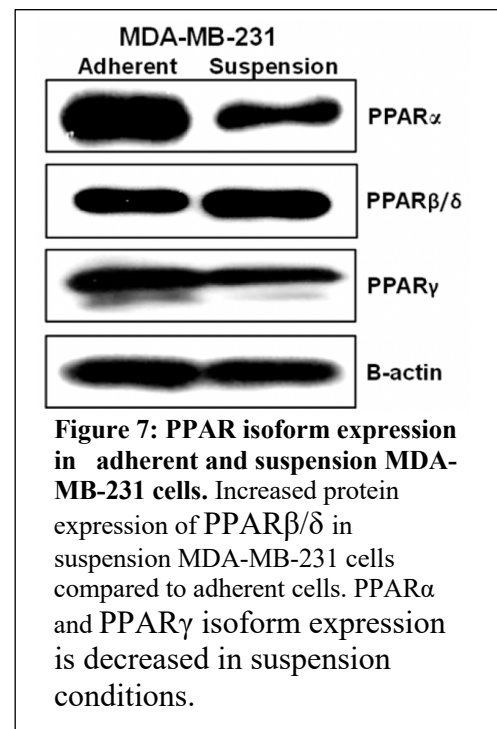 MDA-MB-231
Adherent Suspension
PPARα
PPARβ/δ
PPARγ
B-actin
Figure 7: PPAR isoform expression
in adherent and suspension MDA-
MB-231 cells. Increased protein
expression of PPARβ/δ in
suspension MDA-MB-231 cells
compared to adherent cells. PPARα
and PPARγ isoform expression
is decreased in suspension
conditions.